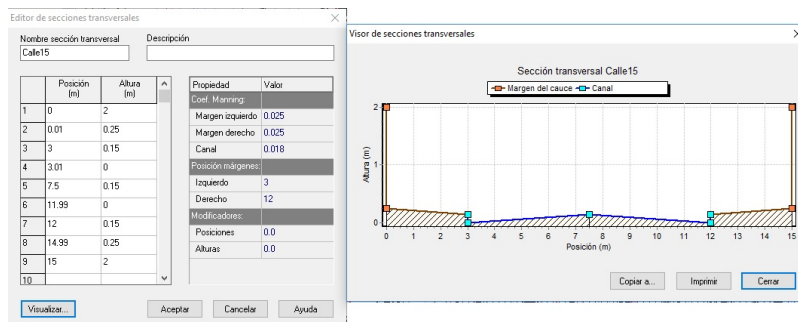 Editor de secciones transversales
Nombre sección transversal Descripción
Calle15
Posición (m) Altura (m)
1 0 2
2 0.01 0.25
3 3 0.15
4 3.01 0
5 7.5 0.15
6 11.99 0
7 12 0.15
8 14.99 0.25
9 15 2
10
Propiedad Valor
Coef. Manning:
Margen izquierdo 0.025
Margen derecho 0.025
Canal 0.018
Posición márgenes:
Izquierdo 3
Derecho 12
Modificadores:
Posiciones 0.0
Alturas 0.0
Visualizar... Aceptar Cancelar Ayuda
Visor de secciones transversales
Sección transversal Calle15
Margen del cauce Canal
2
1
0
Altura (m)
0 1 2 3 4 5 6 7 8 9 10 11 12 13 14 15
Posición (m)
Copiar a... Imprimir Cerrar